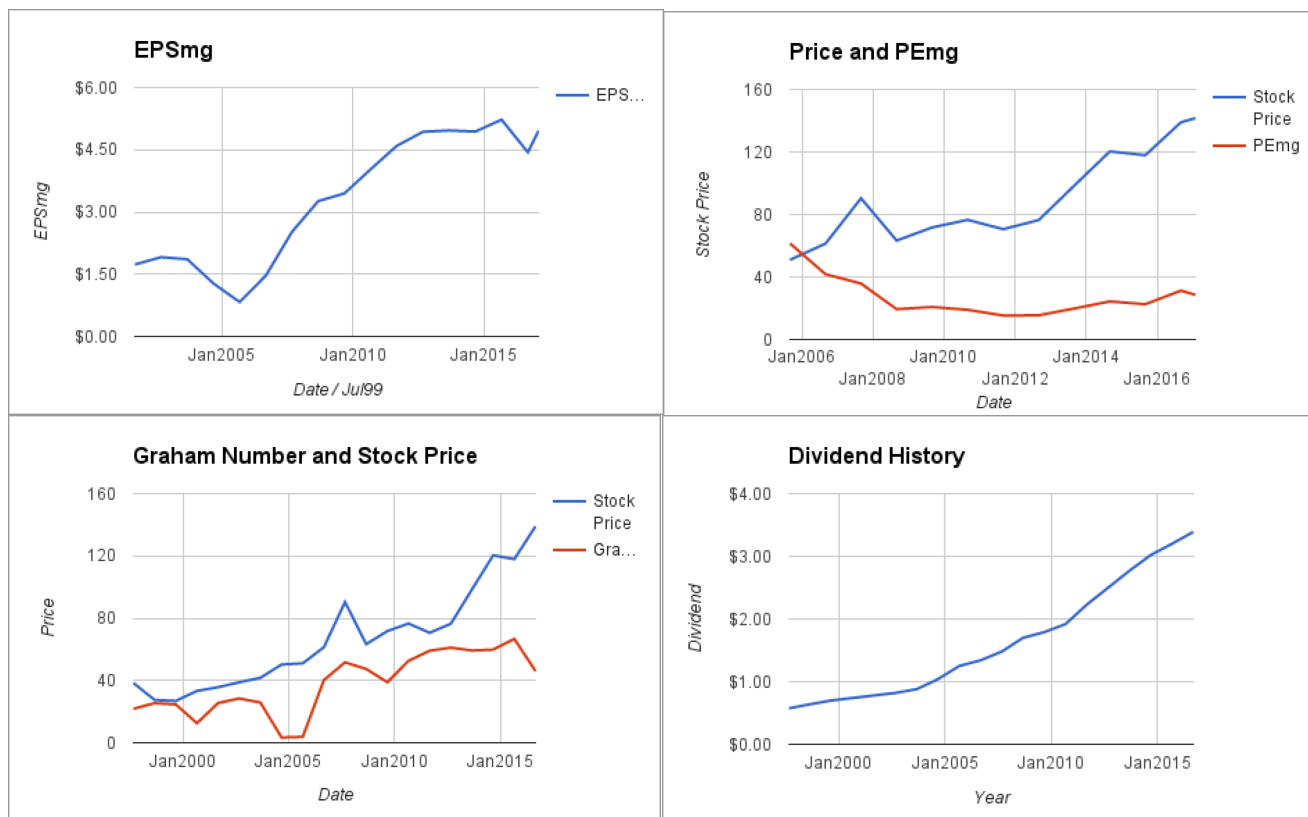 EPSmg
$6.00
EPS...
$4.50
EPSmg
$3.00
$1.50
$0.00
Jan2005 Jan2010 Jan2015
Date / Jul99
Price and PEmg
160
Stock
Price
PEmg
120
Stock Price
80
40
0
Jan2006 Jan2010 Jan2014
Jan2008 Jan2012 Jan2016
Date
Graham Number and Stock Price
160
Stock
Price
Gra...
120
Price
80
40
0
Jan2000 Jan2005 Jan2010 Jan2015
Date
Dividend History
$4.00
$3.00
Dividend
$2.00
$1.00
$0.00
Jan2000 Jan2005 Jan2010 Jan2015
Year